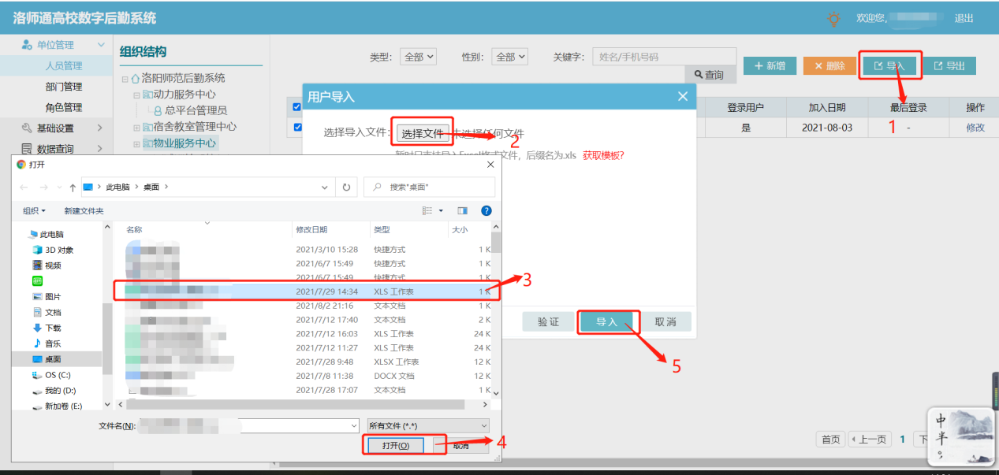 洛师通高校数字后勤系统
欢迎您,
退出
单位管理
人员管理
部门管理
角色管理
基础设置
数据查询
组织结构
洛阳师范后勤系统
动力服务中心
总平台管理员
宿舍教室管理中心
物业服务中心
类型: 全部 性别: 全部 关键字: 姓名/手机号码
查询
新增 删除 导入 导出
登录用户 加入日期 最后登录 操作
是 2021-08-03 - 修改
1
用户导入
选择导入文件: 选择文件 未选择任何文件
2
暂时只支持导入Excel格式文件，后缀名为.xls 获取模板?
验证 导入 取消
5
打开
此电脑 桌面
搜索"桌面"
组织 新建文件夹
此电脑
3D 对象
视频
图片
文档
下载
音乐
桌面
OS (C:)
我的 (D:)
新加卷 (E:)
名称 修改日期 类型 大小
2021/3/10 15:28 快捷方式 1 K
2021/6/7 15:49 快捷方式 1 K
2021/6/7 15:49 快捷方式 1 K
2021/7/29 14:34 XLS 工作表 1 K
3
2021/8/2 21:16 文本文档 1 K
2021/7/12 17:40 文本文档 2 K
2021/7/12 16:03 XLS 工作表 24 K
2021/7/12 11:27 XLS 工作表 24 K
2021/7/28 9:48 XLSX 工作表 12 K
2021/7/8 11:38 DOCX 文档 12 K
2021/7/28 17:07 文本文档 1 K
文件名(N): 所有文件 (*.*)
打开(O) 取消
4
首页 上一页 1 下
中
半